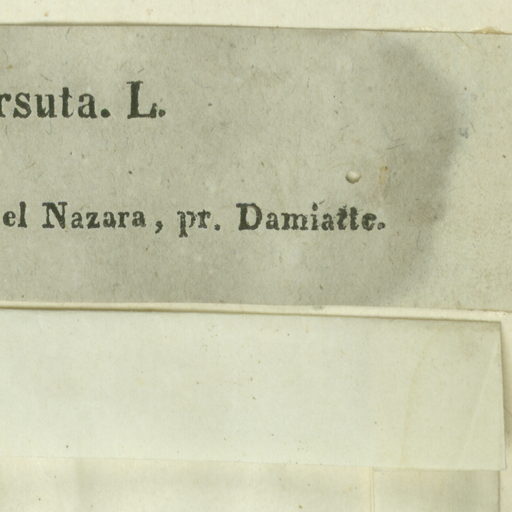 rsuta. L.
el Nazara, pr. Damiatte.